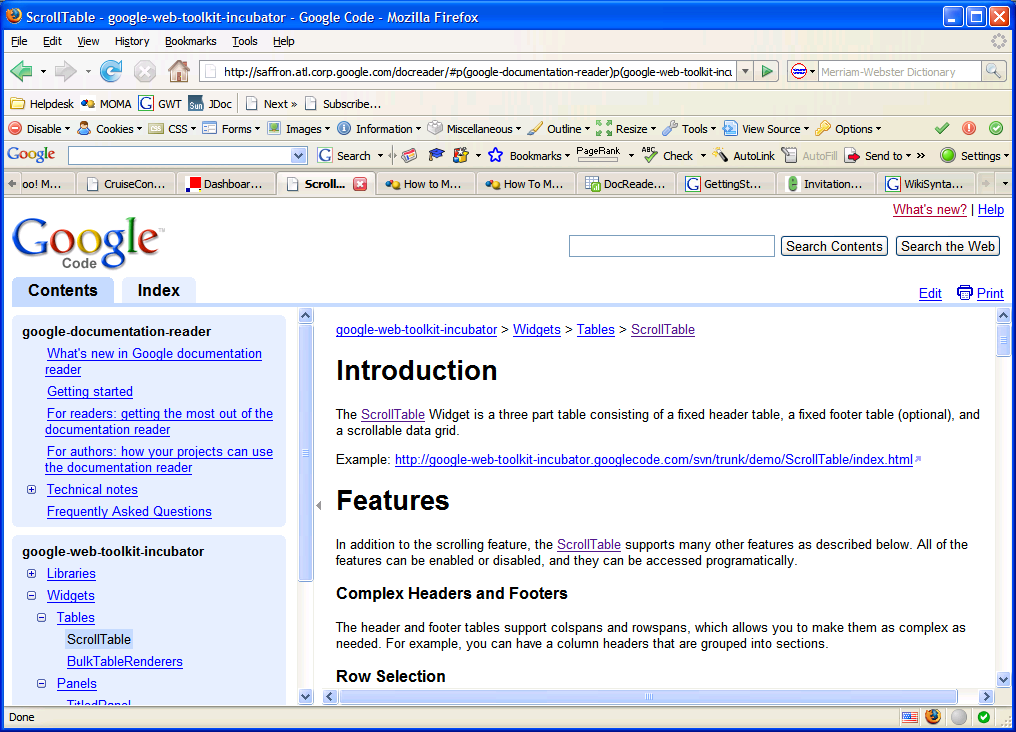 ScrollTable - google-web-toolkit-incubator - Google Code - Mozilla Firefox
File Edit View History Bookmarks Tools Help
http://saffron.atl.corp.google.com/docreader/#p(google-documentation-reader)p(google-web-toolkit-incu
Merriam-Webster Dictionary
Helpdesk MOMA GWT Sun JDoc Next » Subscribe...
Disable Cookies CSS Forms Images Information Miscellaneous Outline Resize Tools View Source Options
Google Search Bookmarks PageRank ABC Check AutoLink AutoFill Send to » Settings
oo! M... CruiseCon... Dashboar... Scroll... How to M... How To M... DocReade... GettingSt... Invitation... WikiSynta...
What's new? | Help
Google
Code
Search Contents Search the Web
Contents Index
Edit Print
google-documentation-reader
What's new in Google documentation
reader
Getting started
For readers: getting the most out of the
documentation reader
For authors: how your projects can use
the documentation reader
Technical notes
Frequently Asked Questions
google-web-toolkit-incubator
Libraries
Widgets
Tables
ScrollTable
BulkTableRenderers
Panels
TitledPanel
google-web-toolkit-incubator > Widgets > Tables > ScrollTable
Introduction
The ScrollTable Widget is a three part table consisting of a fixed header table, a fixed footer table (optional), and
a scrollable data grid.
Example: http://google-web-toolkit-incubator.googlecode.com/svn/trunk/demo/ScrollTable/index.html
Features
In addition to the scrolling feature, the ScrollTable supports many other features as described below. All of the
features can be enabled or disabled, and they can be accessed programatically.
Complex Headers and Footers
The header and footer tables support colspans and rowspans, which allows you to make them as complex as
needed. For example, you can have a column headers that are grouped into sections.
Row Selection
Done